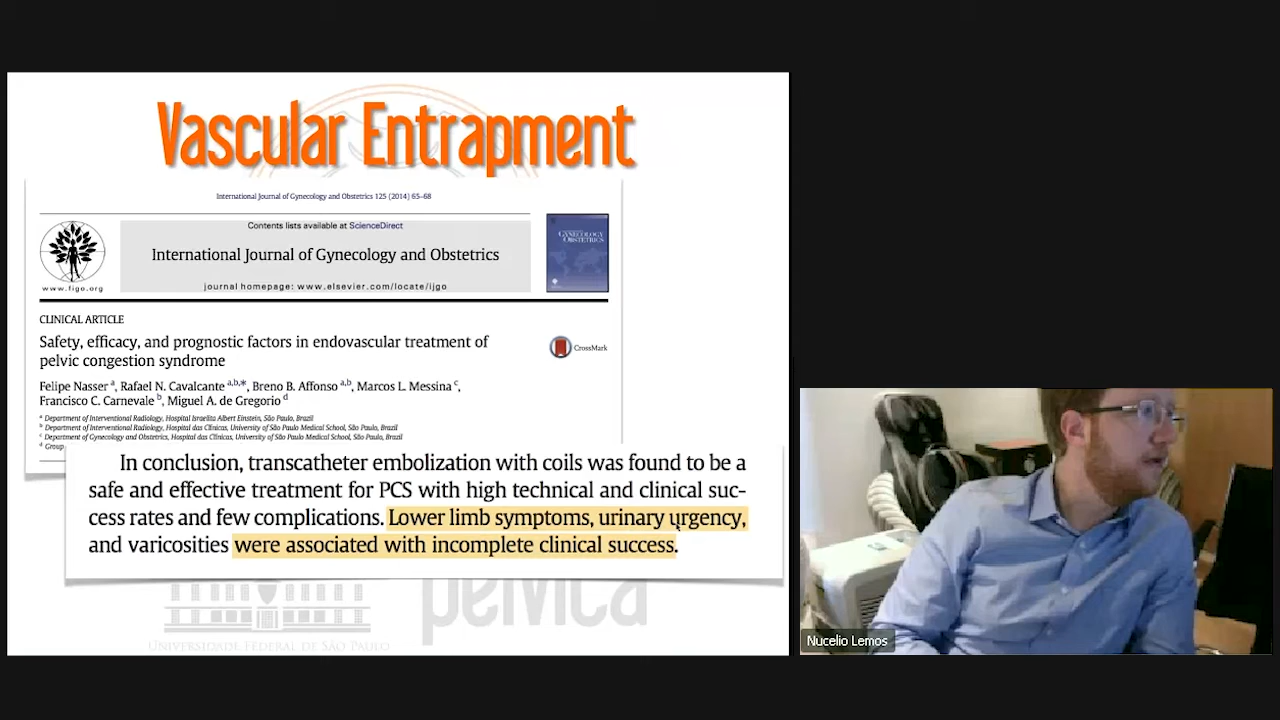 Vascular Entrapment
International Journal of Gynecology and Obstetrics 125 (2014) 65–68
Contents lists available at ScienceDirect
International Journal of Gynecology and Obstetrics
journal homepage: www.elsevier.com/locate/ijgo
www.figo.org
GYNECOLOGY
OBSTETRICS
CLINICAL ARTICLE
Safety, efficacy, and prognostic factors in endovascular treatment of
pelvic congestion syndrome
CrossMark
Felipe Nasser a, Rafael N. Cavalcante a,b,*, Breno B. Affonso a,b, Marcos L. Messina c,
Francisco C. Carnevale b, Miguel A. de Gregorio d
a Department of Interventional Radiology, Hospital Israelita Albert Einstein, São Paulo, Brazil
b Department of Interventional Radiology, Hospital das Clínicas, University of São Paulo Medical School, São Paulo, Brazil
c Department of Gynecology and Obstetrics, Hospital das Clínicas, University of São Paulo Medical School, São Paulo, Brazil
d Group
In conclusion, transcatheter embolization with coils was found to be a
safe and effective treatment for PCS with high technical and clinical suc-
cess rates and few complications. Lower limb symptoms, urinary urgency,
and varicosities were associated with incomplete clinical success.
pélvica
UNIVERSIDADE FEDERAL DE SÃO PAULO
Nucelio Lemos